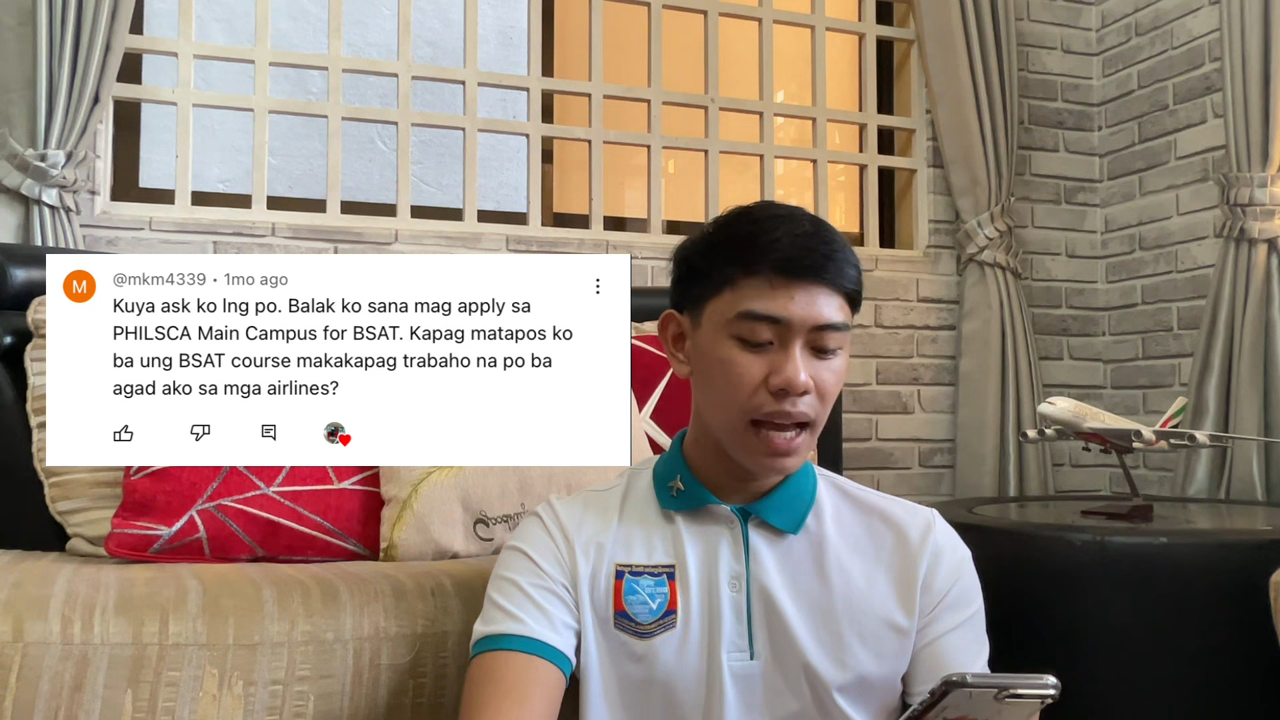 M
@mkm4339 • 1mo ago
Kuya ask ko lng po. Balak ko sana mag apply sa
PHILSCA Main Campus for BSAT. Kapag matapos ko
ba ung BSAT course makakapag trabaho na po ba
agad ako sa mga airlines?